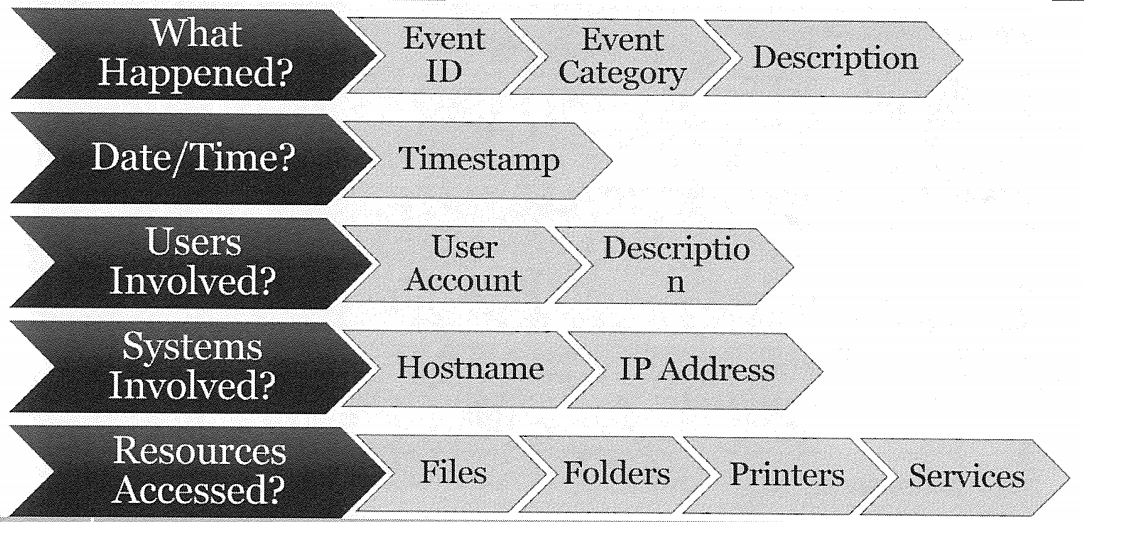 What
Happened?
Event
ID
Event
Category
Description
Date/Time?
Timestamp
Users
Involved?
User
Account
Descriptio
n
Systems
Involved?
Hostname
IP Address
Resources
Accessed?
Files
Folders
Printers
Services